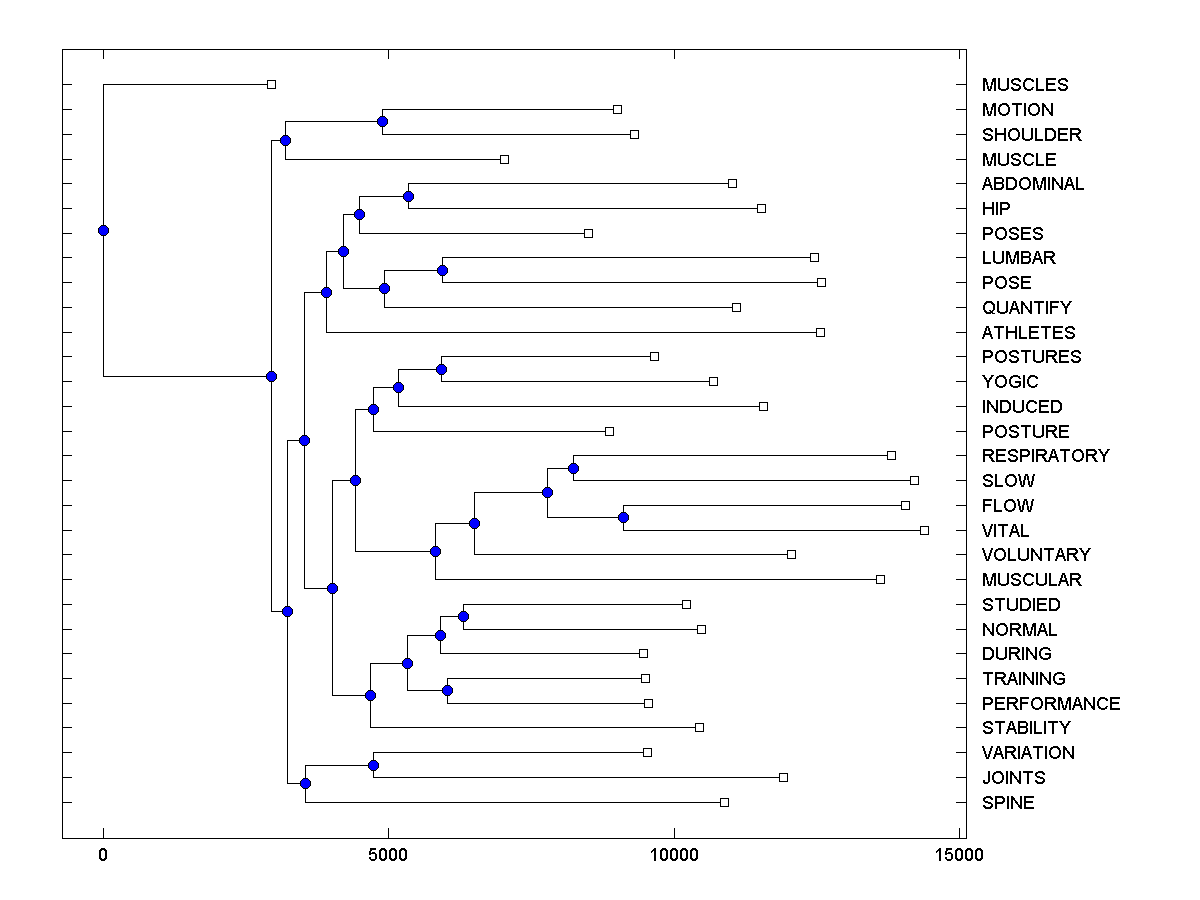 MUSCLES
MOTION
SHOULDER
MUSCLE
ABDOMINAL
HIP
POSES
LUMBAR
POSE
QUANTIFY
ATHLETES
POSTURES
YOGIC
INDUCED
POSTURE
RESPIRATORY
SLOW
FLOW
VITAL
VOLUNTARY
MUSCULAR
STUDIED
NORMAL
DURING
TRAINING
PERFORMANCE
STABILITY
VARIATION
JOINTS
SPINE
0 5000 10000 15000